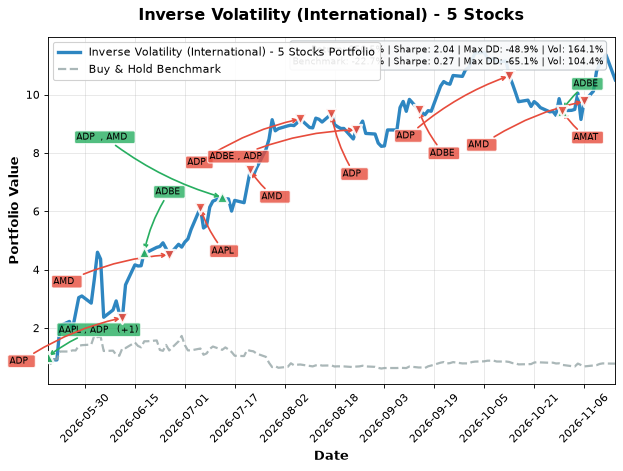 Inverse Volatility (International) - 5 Stocks
Inverse Volatility (International) - 5 Stocks Portfolio
Buy & Hold Benchmark
% | Sharpe: 2.04 | Max DD: -48.9% | Vol: 164.1%
% | Sharpe: 0.27 | Max DD: -65.1% | Vol: 104.4%
ADBE
ADP
AMAT
AMD
ADBE
ADP , AMD
ADP
ADBE , ADP
ADP
ADBE
AMD
AAPL
AMD
AAPL , ADP (+1)
ADP
Portfolio Value
10
8
6
4
2
2026-05-30
2026-06-15
2026-07-01
2026-07-17
2026-08-02
2026-08-18
2026-09-03
2026-09-19
2026-10-05
2026-10-21
2026-11-06
Date